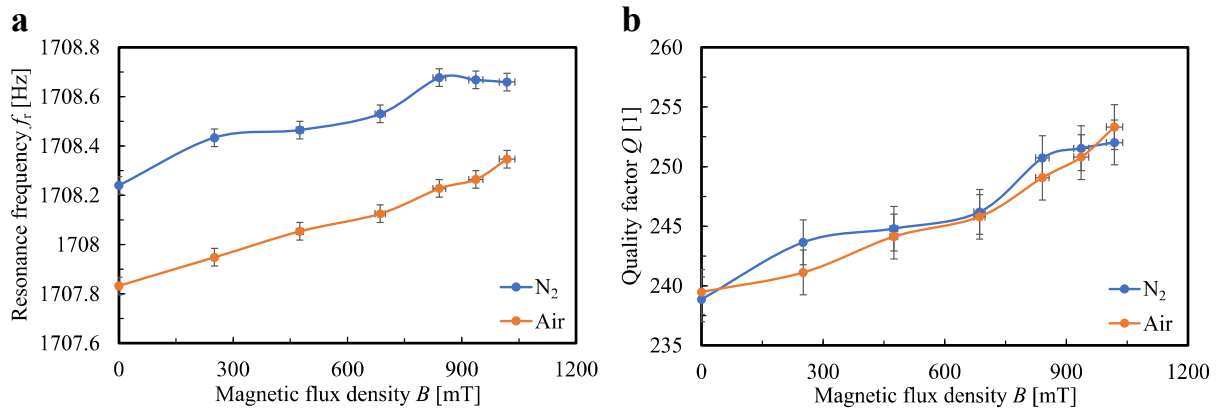 a
1708.8
1708.6
1708.4
1708.2
1708
1707.8
1707.6
Resonance frequency fᵣ [Hz]
N₂
Air
0
300
600
900
1200
Magnetic flux density B [mT]
b
260
255
250
245
240
235
Quality factor Q [1]
N₂
Air
0
300
600
900
1200
Magnetic flux density B [mT]